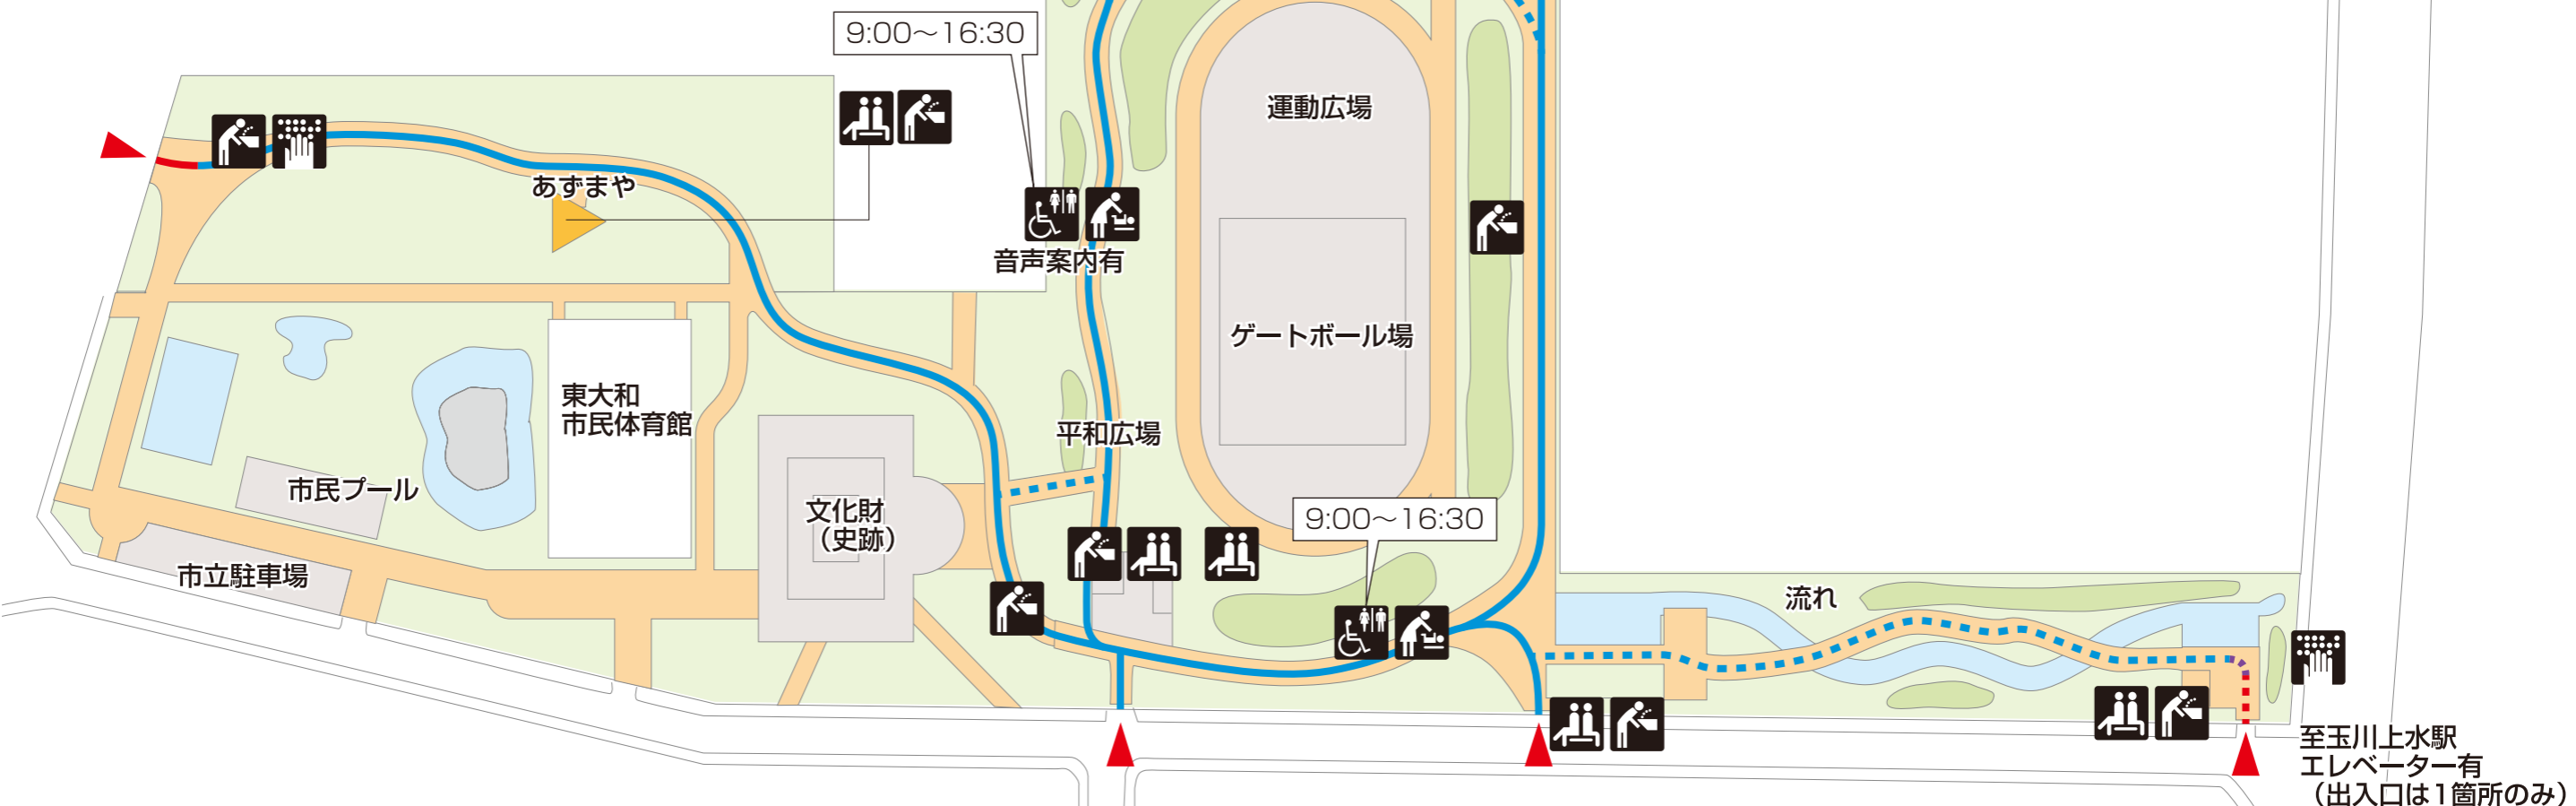 9:00～16:30
運動広場
あずまや
音声案内有
ゲートボール場
東大和
市民体育館
平和広場
市民プール
文化財
（史跡）
9:00～16:30
市立駐車場
流れ
至玉川上水駅
エレベーター有
（出入口は1箇所のみ）